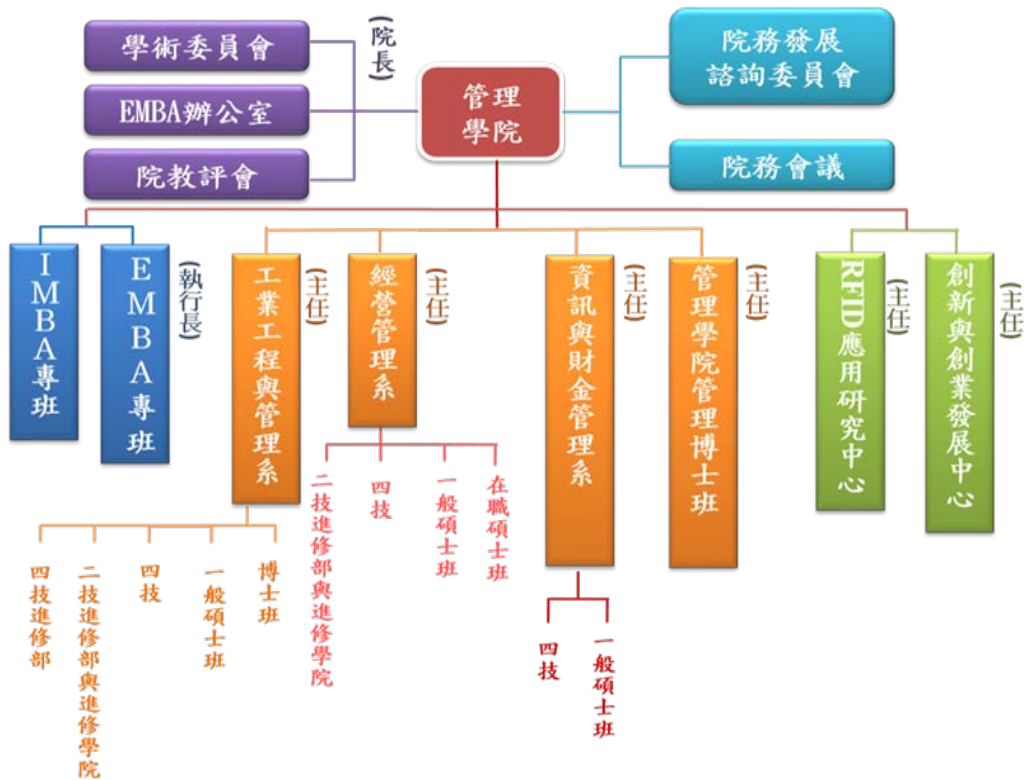 學術委員會
EMBA辦公室
院教評會
(院長)
管理
學院
院務發展
諮詢委員會
院務會議
IMBA專班
EMBA專班
(執行長)
工業工程與管理系
(主任)
經營管理系
(主任)
資訊與財金管理系
(主任)
管理學院管理博士班
(主任)
RFID應用研究中心
(主任)
創新與創業發展中心
(主任)
四技進修部
二技進修部與進修學院
四技
一般碩士班
博士班
二技進修部與進修學院
四技
一般碩士班
在職碩士班
四技
一般碩士班